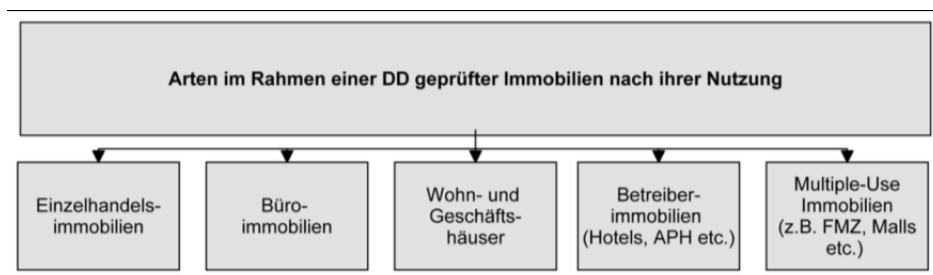 Arten im Rahmen einer DD geprüfter Immobilien nach ihrer Nutzung
Einzelhandels-
immobilien
Büro-
immobilien
Wohn- und
Geschäfts-
häuser
Betreiber-
immobilien
(Hotels, APH etc.)
Multiple-Use
Immobilien
(z.B. FMZ, Malls
etc.)